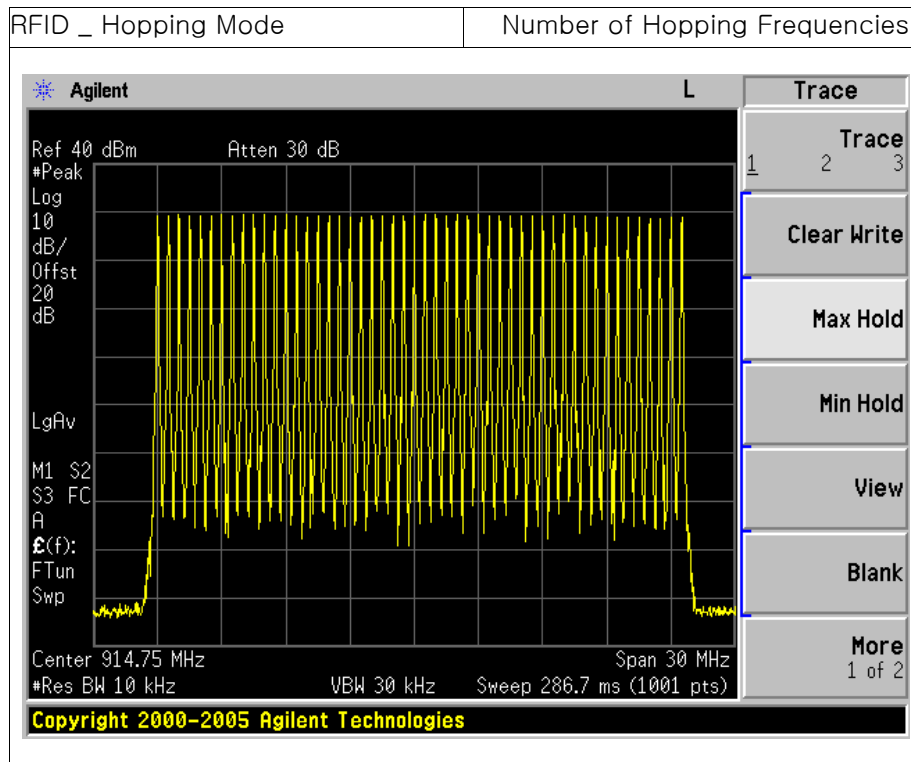 RFID _ Hopping Mode
Number of Hopping Frequencies
Agilent
L
Trace
Ref 40 dBm
Atten 30 dB
#Peak
Log
10
dB/
Offst
20
dB
LgAv
M1 S2
S3 FC
A
£(f):
FTun
Swp
Center 914.75 MHz
Span 30 MHz
#Res BW 10 kHz
VBW 30 kHz
Sweep 286.7 ms (1001 pts)
Trace
1 2 3
Clear Write
Max Hold
Min Hold
View
Blank
More
1 of 2
Copyright 2000-2005 Agilent Technologies